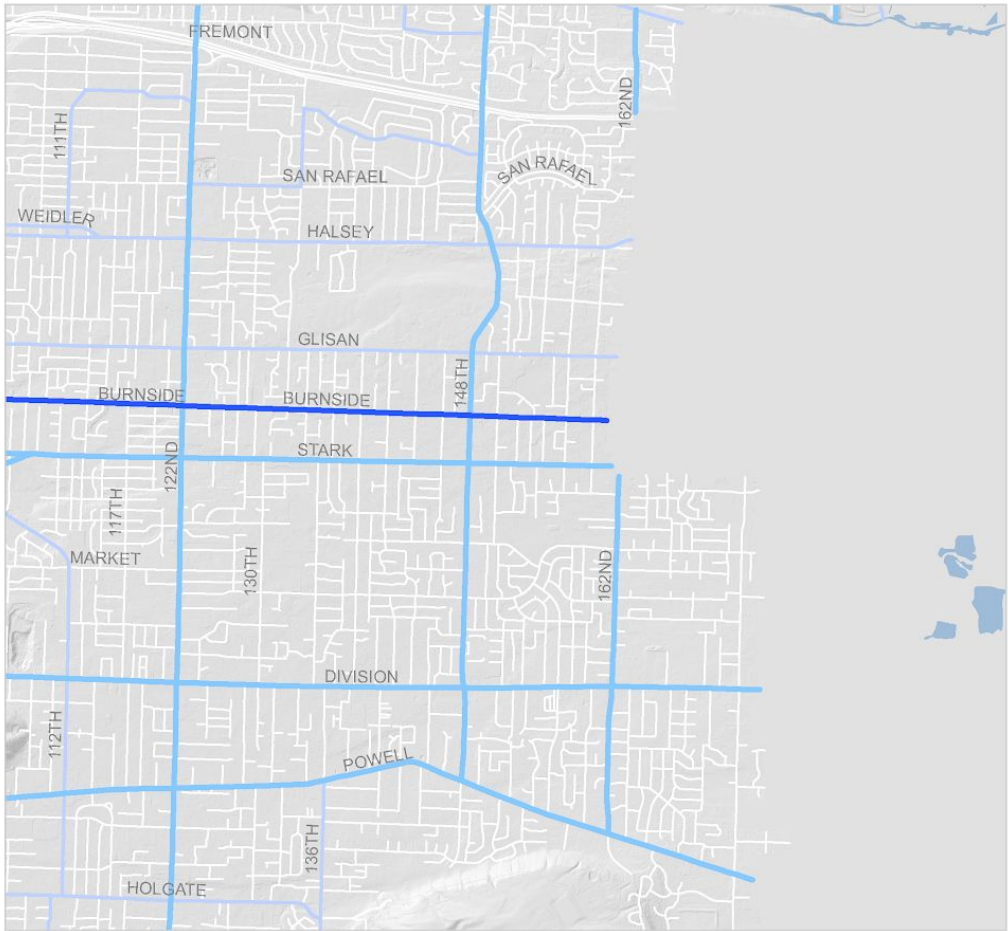 FREMONT
162ND
111TH
SAN RAFAEL
SAN RAFAEL
WEIDLER
HALSEY
GLISAN
148TH
BURNSIDE
BURNSIDE
STARK
122ND
117TH
MARKET
130TH
162ND
DIVISION
112TH
POWELL
136TH
HOLGATE